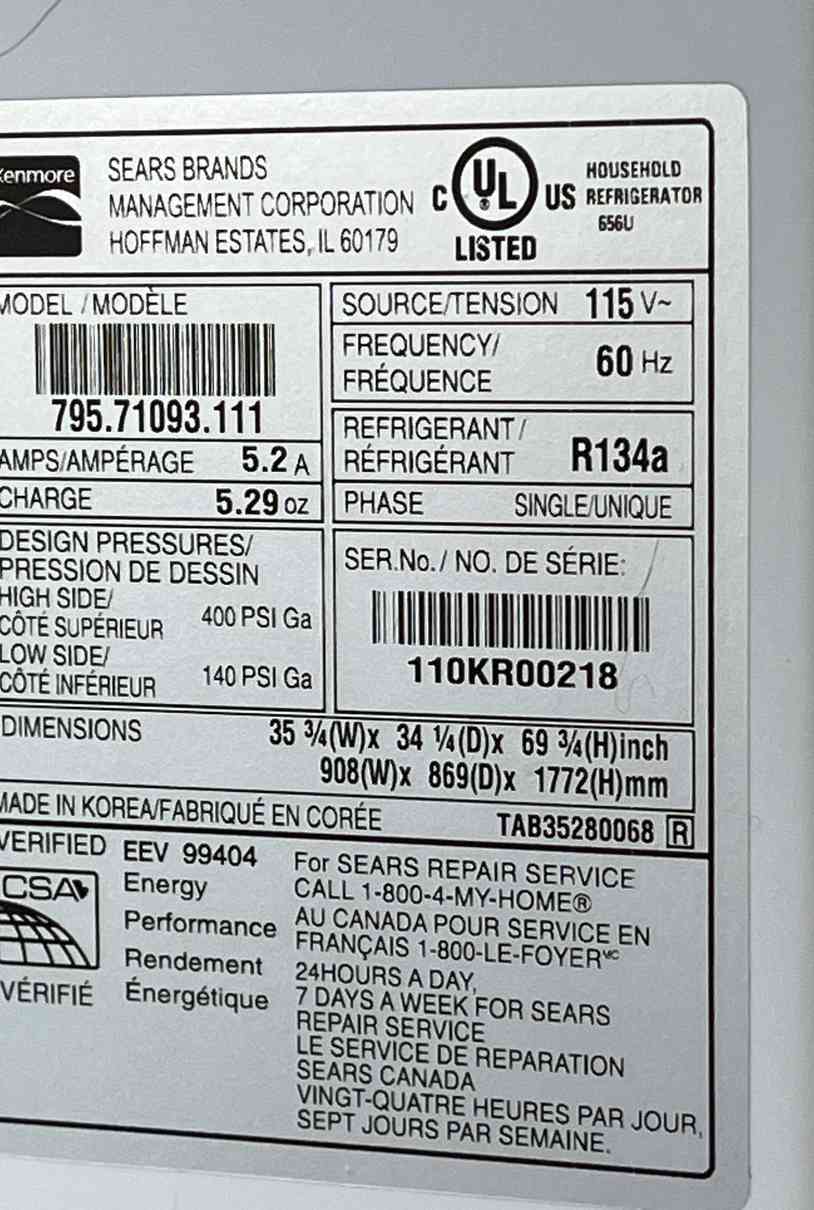 Kenmore
SEARS BRANDS
MANAGEMENT CORPORATION
HOFFMAN ESTATES, IL 60179
C UL ® US
LISTED
HOUSEHOLD
REFRIGERATOR
656U
MODEL / MODÈLE
795.71093.111
AMPS/AMPÉRAGE 5.2 A
CHARGE 5.29 oz
SOURCE/TENSION 115 V~
FREQUENCY/
FRÉQUENCE 60 Hz
REFRIGERANT /
RÉFRIGÉRANT R134a
PHASE SINGLE/UNIQUE
DESIGN PRESSURES/
PRESSION DE DESSIN
HIGH SIDE/
CÔTÉ SUPÉRIEUR 400 PSI Ga
LOW SIDE/
CÔTÉ INFÉRIEUR 140 PSI Ga
SER.No./ NO. DE SÉRIE:
110KR00218
DIMENSIONS 35 ¾(W)x 34 ¼(D)x 69 ¾(H)inch
908(W)x 869(D)x 1772(H)mm
MADE IN KOREA/FABRIQUÉ EN CORÉE TAB35280068 R
VERIFIED
CSA
VÉRIFIÉ
EEV 99404
Energy
Performance
Rendement
Énergétique
For SEARS REPAIR SERVICE
CALL 1-800-4-MY-HOME®
AU CANADA POUR SERVICE EN
FRANÇAIS 1-800-LE-FOYER MC
24HOURS A DAY,
7 DAYS A WEEK FOR SEARS
REPAIR SERVICE
LE SERVICE DE REPARATION
SEARS CANADA
VINGT-QUATRE HEURES PAR JOUR,
SEPT JOURS PAR SEMAINE.